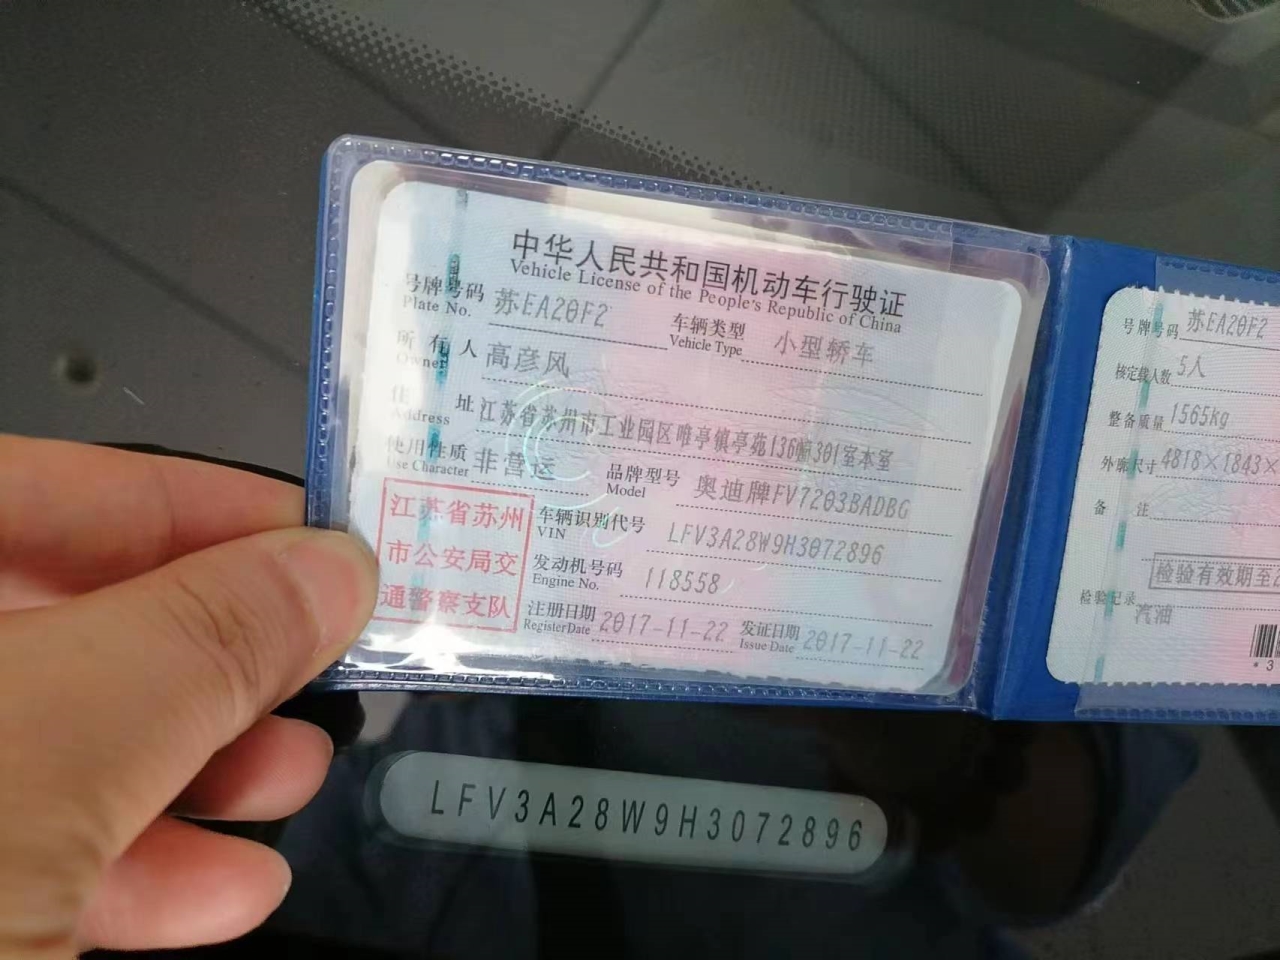 中华人民共和国机动车行驶证
Vehicle License of the People's Republic of China
号牌号码 苏EA20F2 车辆类型 小型轿车
Plate No. Vehicle Type
所有人 高彦风
Owner
住址 江苏省苏州市工业园区唯亭镇亭苑136幢301室本室
Address
使用性质 非营运 品牌型号 奥迪牌FV7203BADBG
Use Character Model
江苏省苏州
市公安局交
通警察支队
车辆识别代号 LFV3A28W9H3072896
VIN
发动机号码 118558
Engine No.
注册日期 2017-11-22 发证日期 2017-11-22
Register Date Issue Date
号牌号码 苏EA20F2
核定载人数 5人
整备质量 1565kg
外廓尺寸 4818×1843×
备注
检验有效期至
检验记录
汽油
*3
LFV3A28W9H3072896